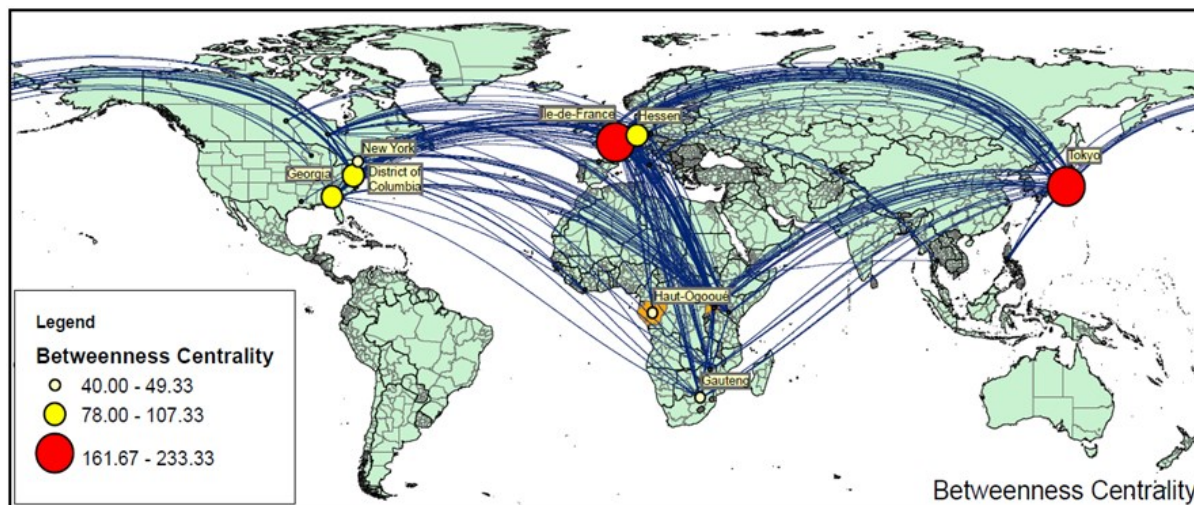 Ile-de-France
Hessen
New York
Tokyo
Georgia
District of
Columbia
Haut-Ogooué
Gauteng
Legend
Betweenness Centrality
40.00 - 49.33
78.00 - 107.33
161.67 - 233.33
Betweenness Centrality